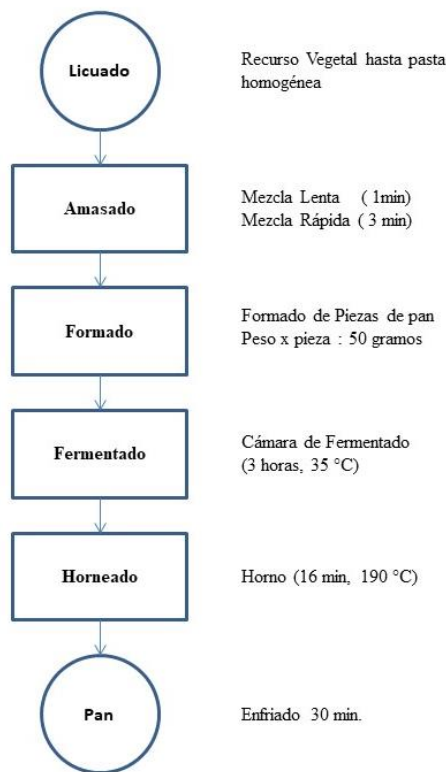 Licuado
Recurso Vegetal hasta pasta
homogénea
Amasado
Mezcla Lenta ( 1min)
Mezcla Rápida ( 3 min)
Formado
Formado de Piezas de pan
Peso x pieza : 50 gramos
Fermentado
Cámara de Fermentado
(3 horas, 35 °C)
Horneado
Horno (16 min, 190 °C)
Pan
Enfriado 30 min.